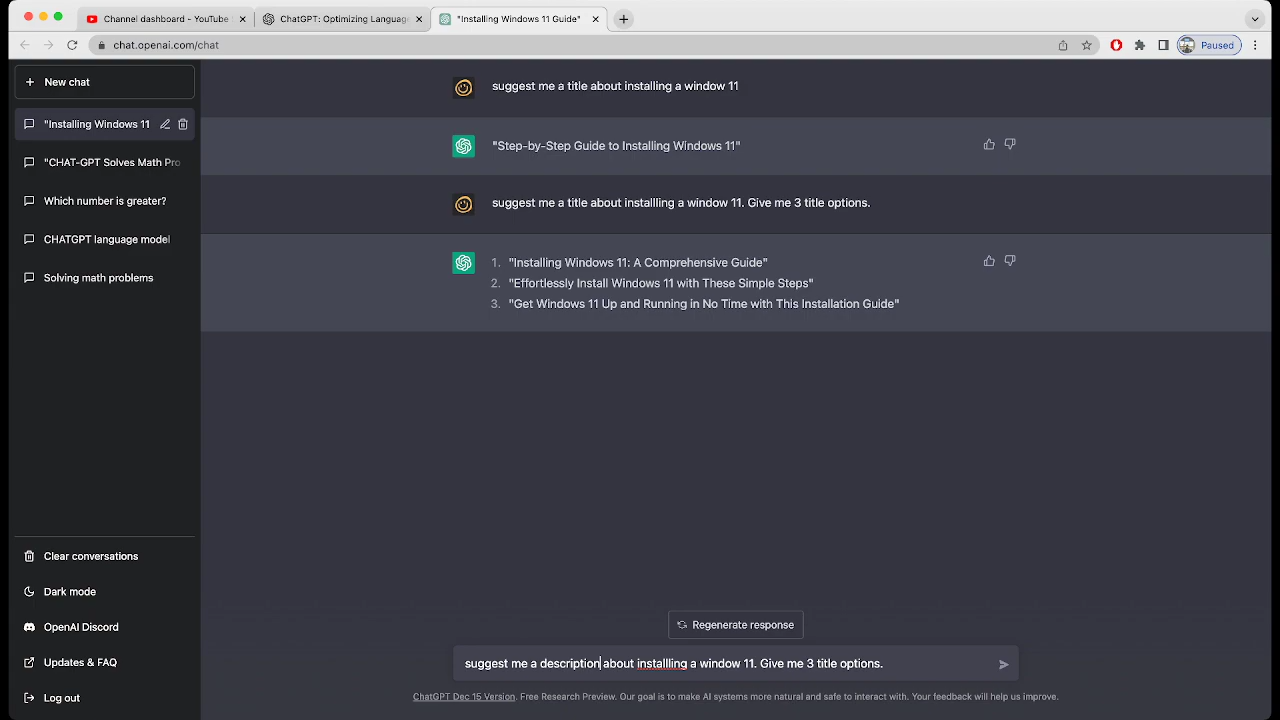 Channel dashboard - YouTube
ChatGPT: Optimizing Language
"Installing Windows 11 Guide"
chat.openai.com/chat
Paused
New chat
"Installing Windows 11
"CHAT-GPT Solves Math Pro
Which number is greater?
CHATGPT language model
Solving math problems
suggest me a title about installing a window 11
"Step-by-Step Guide to Installing Windows 11"
suggest me a title about installling a window 11. Give me 3 title options.
1. "Installing Windows 11: A Comprehensive Guide"
2. "Effortlessly Install Windows 11 with These Simple Steps"
3. "Get Windows 11 Up and Running in No Time with This Installation Guide"
Clear conversations
Dark mode
OpenAI Discord
Updates & FAQ
Log out
Regenerate response
suggest me a description about installling a window 11. Give me 3 title options.
ChatGPT Dec 15 Version. Free Research Preview. Our goal is to make AI systems more natural and safe to interact with. Your feedback will help us improve.